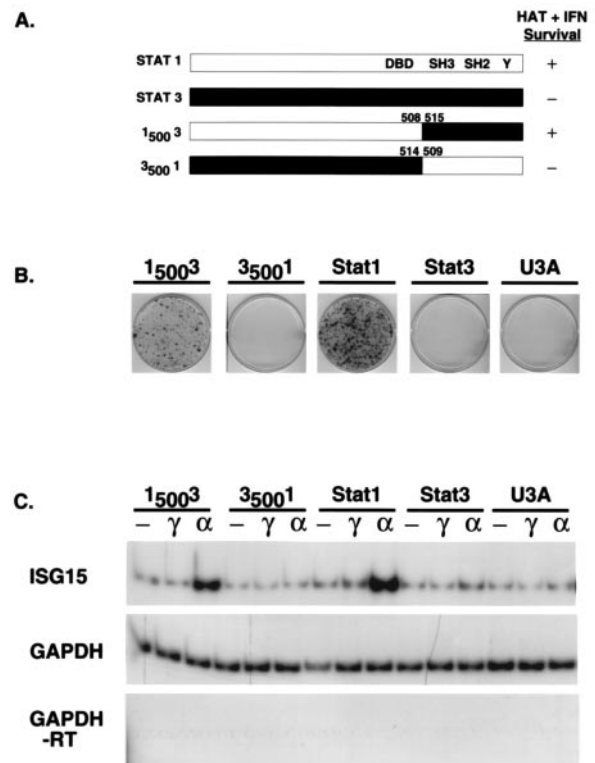 A.
HAT + IFN
Survival
STAT 1 DBD SH3 SH2 Y +
STAT 3 −
508 515
1500 3 +
514 509
3500 1 −
B.
15003 35001 Stat1 Stat3 U3A
C.
15003 35001 Stat1 Stat3 U3A
− γ α − γ α − γ α − γ α − γ α
ISG15
GAPDH
GAPDH
-RT